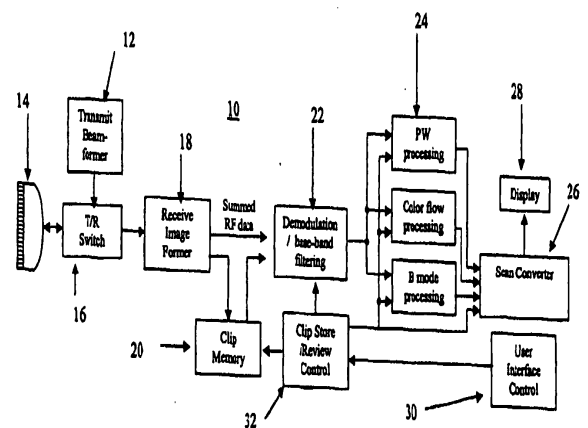 24
12
28
14
10
22
18
26
Transmit
Beam-
former
PW
processing
Display
T/R
Switch
Receive
Image
Former
Summed
RF data
Demodulation
/ base-band
filtering
Color flow
processing
Scan Converter
B mode
processing
16
20
Clip
Memory
Clip Store
/Review
Control
User
Interface
Control
32
30